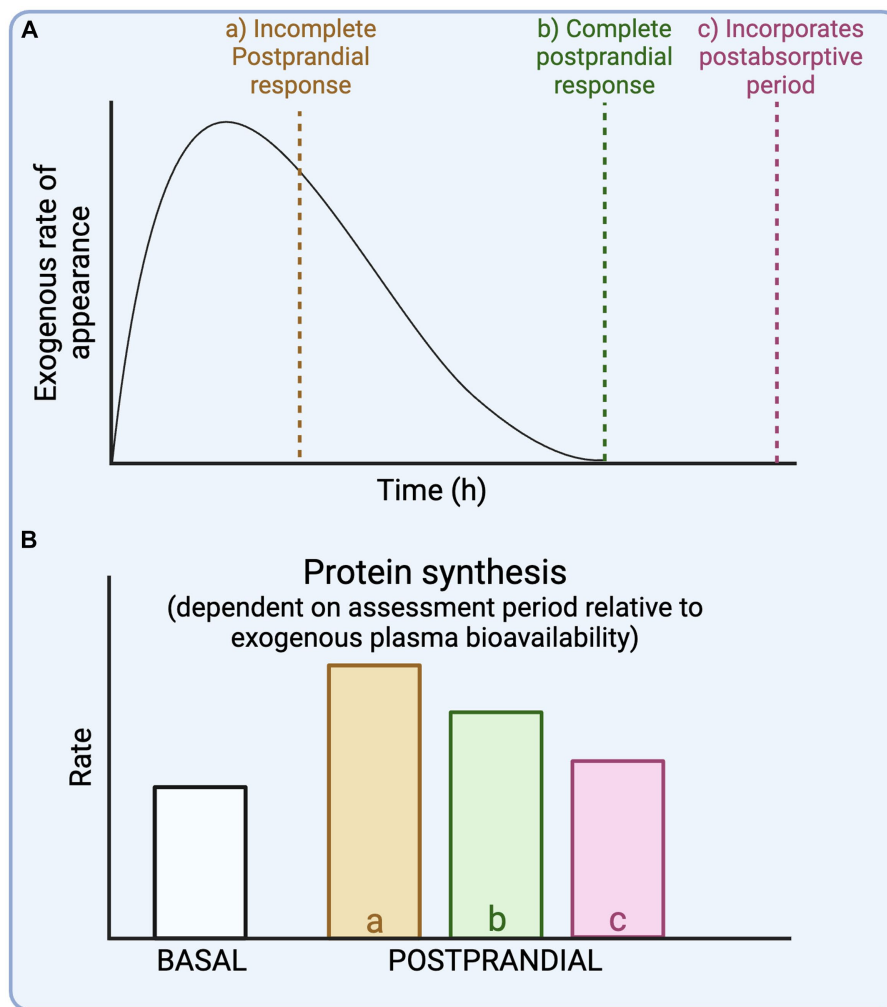 A
a) Incomplete
Postprandial
response
b) Complete
postprandial
response
c) Incorporates
postabsorptive
period
Exogenous rate of
appearance
Time (h)
B
Protein synthesis
(dependent on assessment period relative to
exogenous plasma bioavailability)
Rate
a
b
c
BASAL
POSTPRANDIAL